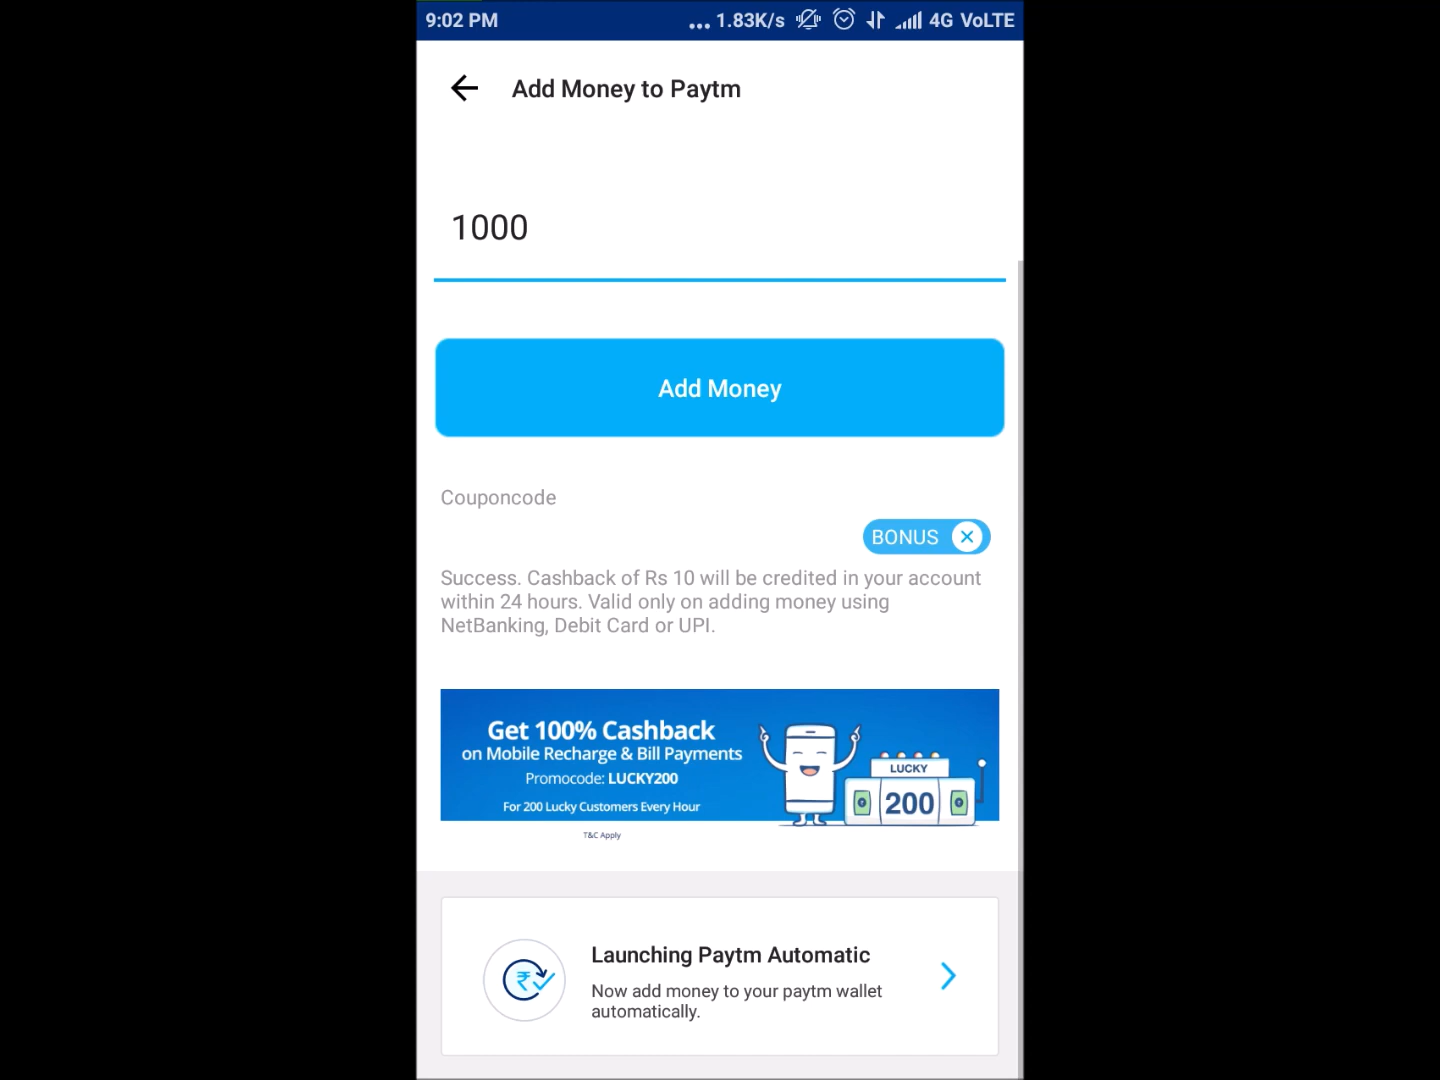 9:02 PM
... 1.83K/s 4G VoLTE
Add Money to Paytm
1000
Add Money
Couponcode
BONUS
Success. Cashback of Rs 10 will be credited in your account
within 24 hours. Valid only on adding money using
NetBanking, Debit Card or UPI.
Get 100% Cashback
on Mobile Recharge & Bill Payments
Promocode: LUCKY200
For 200 Lucky Customers Every Hour
T&C Apply
LUCKY
200
Launching Paytm Automatic
Now add money to your paytm wallet
automatically.